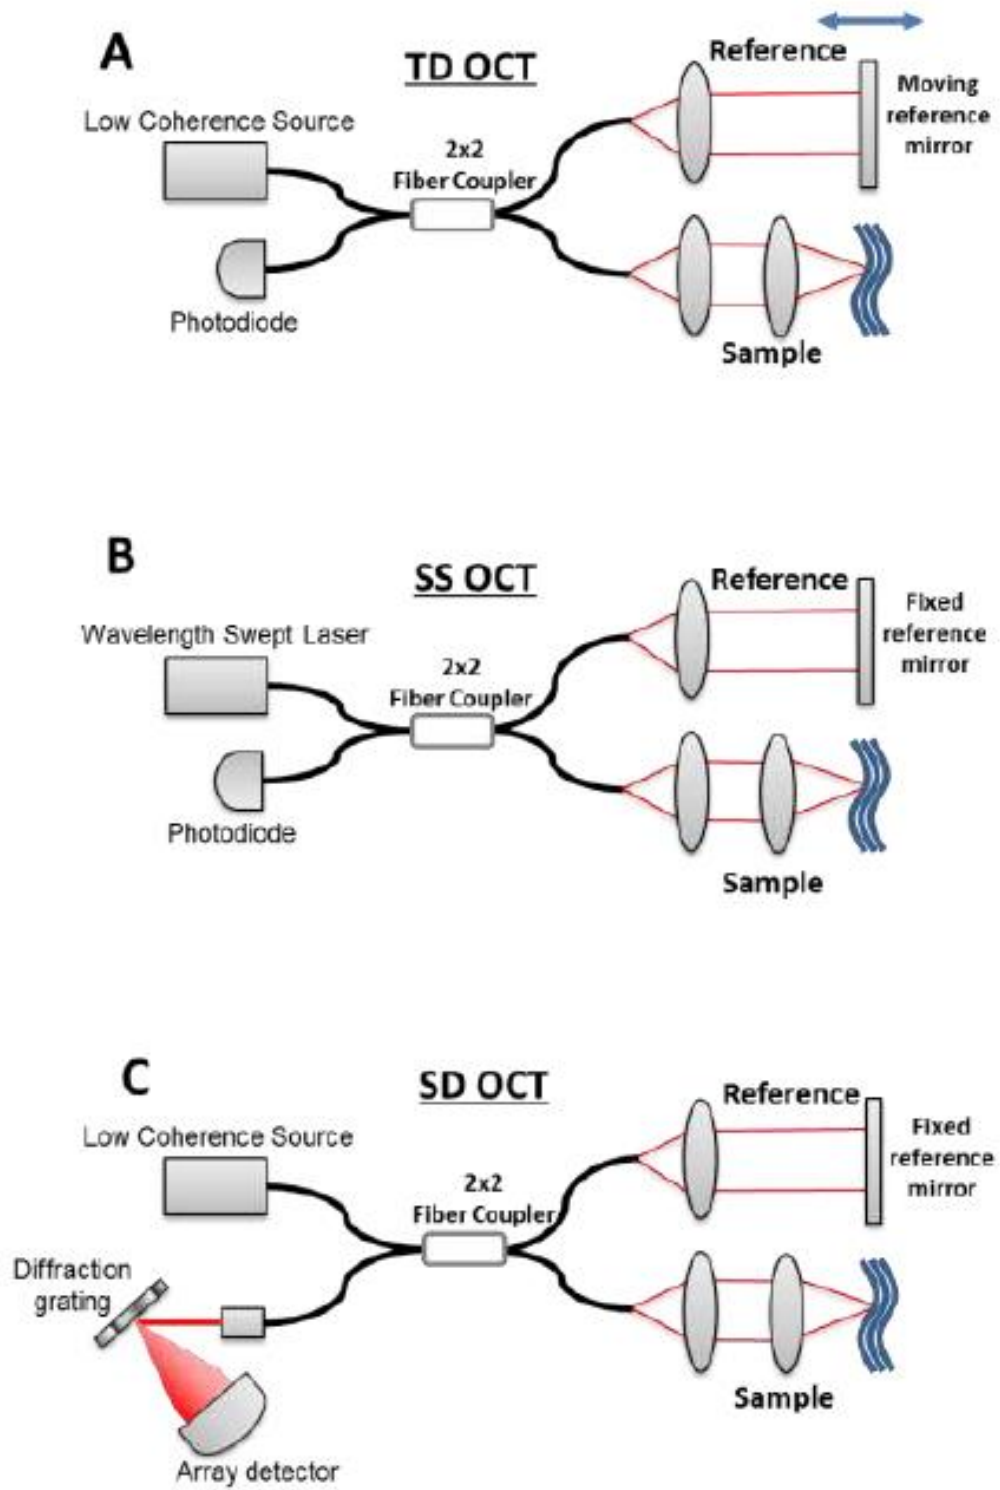 A
TD OCT
Reference
Moving
reference
mirror
Low Coherence Source
2x2
Fiber Coupler
Photodiode
Sample
B
SS OCT
Reference
Fixed
reference
mirror
Wavelength Swept Laser
2x2
Fiber Coupler
Photodiode
Sample
C
SD OCT
Reference
Fixed
reference
mirror
Low Coherence Source
2x2
Fiber Coupler
Diffraction
grating
Sample
Array detector